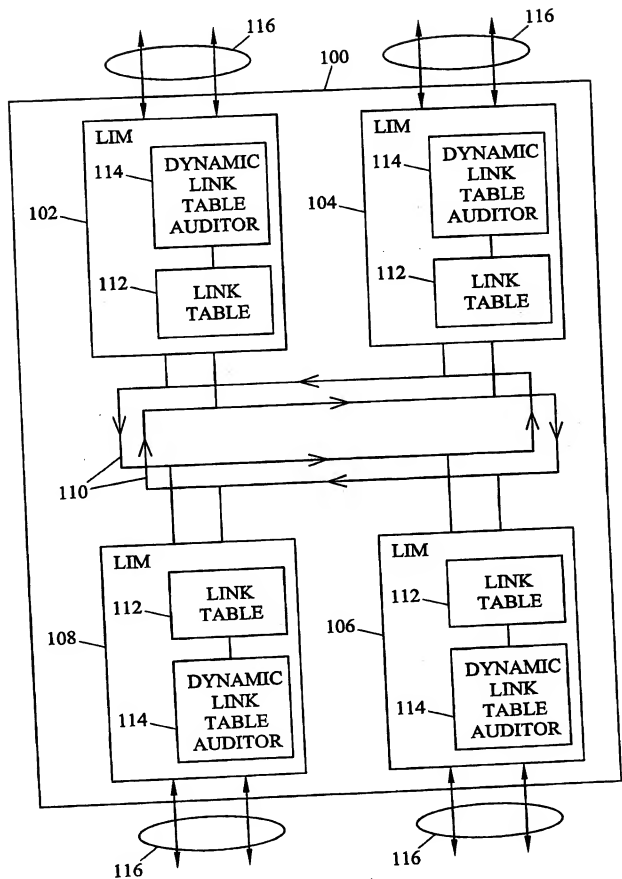 116
116
100
LIM
DYNAMIC
LINK
TABLE
AUDITOR
114
102
112
LINK
TABLE
LIM
DYNAMIC
LINK
TABLE
AUDITOR
114
104
112
LINK
TABLE
110
LIM
LINK
TABLE
112
108
DYNAMIC
LINK
TABLE
AUDITOR
114
LIM
LINK
TABLE
112
106
DYNAMIC
LINK
TABLE
AUDITOR
114
116
116